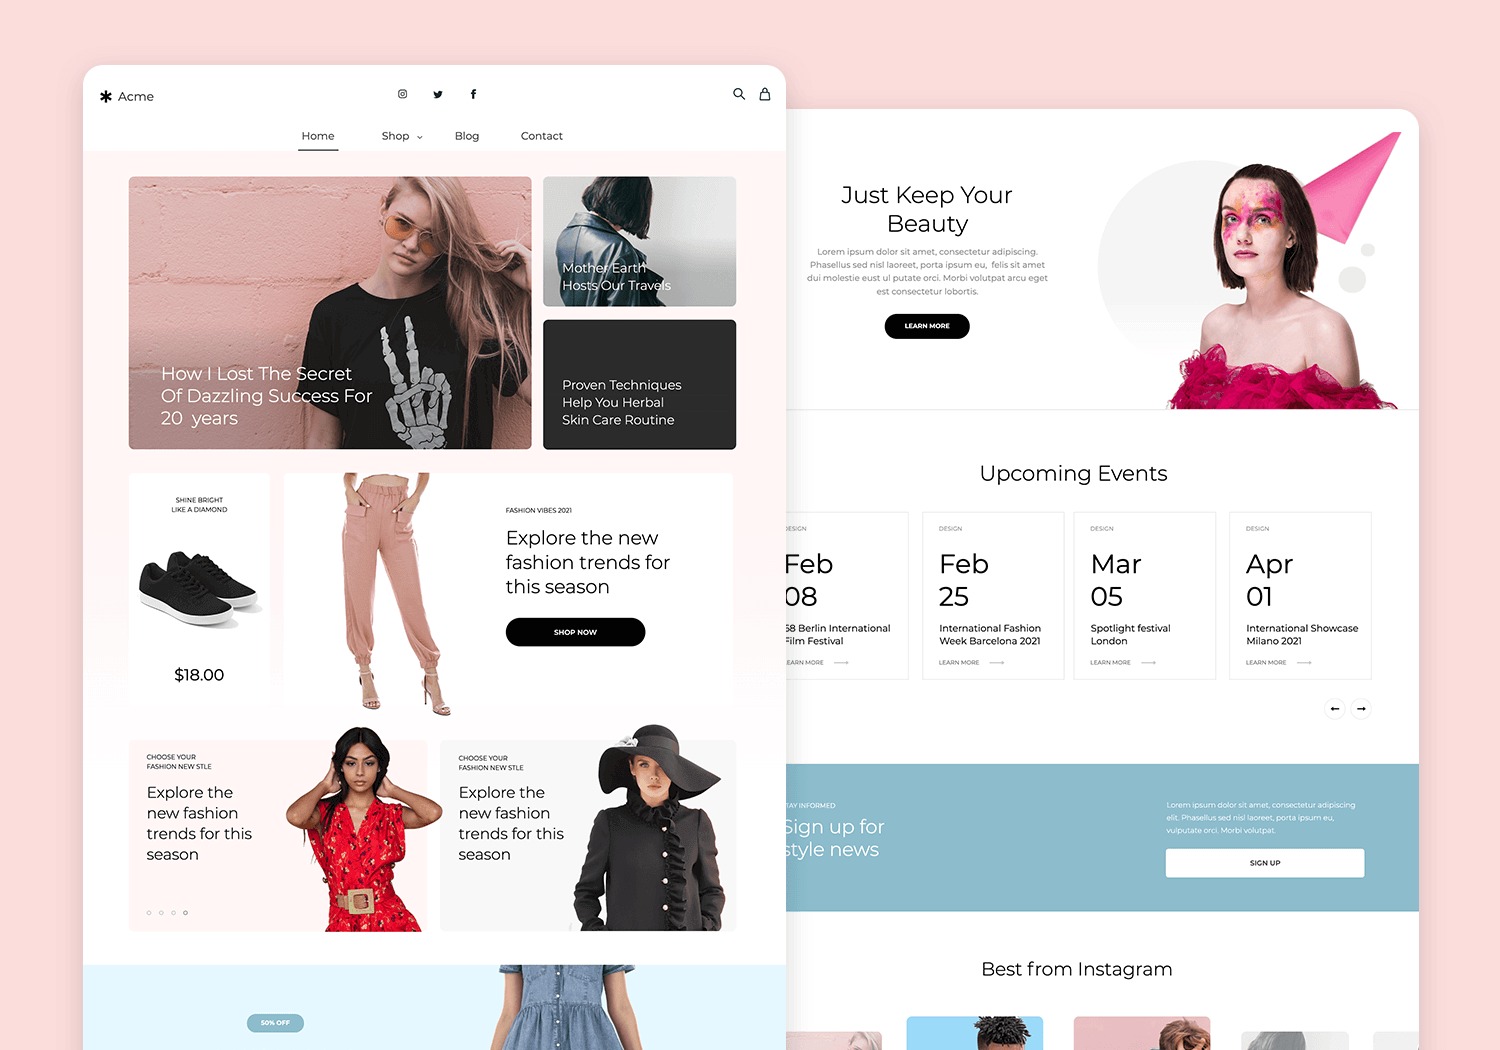 Acme
Home
Shop
Blog
Contact
How I Lost The Secret
Of Dazzling Success For
20 years
Mother Earth
Hosts Our Travels
Proven Techniques
Help You Herbal
Skin Care Routine
SHINE BRIGHT
LIKE A DIAMOND
$18.00
FASHION VIBES 2021
Explore the new
fashion trends for
this season
SHOP NOW
CHOOSE YOUR
FASHION NEW STLE
Explore the
new fashion
trends for this
season
CHOOSE YOUR
FASHION NEW STLE
Explore the
new fashion
trends for this
season
50% OFF
Just Keep Your
Beauty
Lorem ipsum dolor sit amet, consectetur adipiscing.
Phasellus sed nisl laoreet, porta ipsum eu, felis sit amet
dui molestie eust ul putate orci. Morbi volutpat arcu eget
est consectetur lobortis.
LEARN MORE
Upcoming Events
DESIGN
Feb
08
68 Berlin International
Film Festival
LEARN MORE
DESIGN
Feb
25
International Fashion
Week Barcelona 2021
LEARN MORE
DESIGN
Mar
05
Spotlight festival
London
LEARN MORE
DESIGN
Apr
01
International Showcase
Milano 2021
LEARN MORE
TAY INFORMED
Sign up for
style news
Lorem ipsum dolor sit amet, consectetur adipiscing
elit. Phasellus sed nisl laoreet, porta ipsum eu,
vulputate orci. Morbi volutpat.
SIGN UP
Best from Instagram